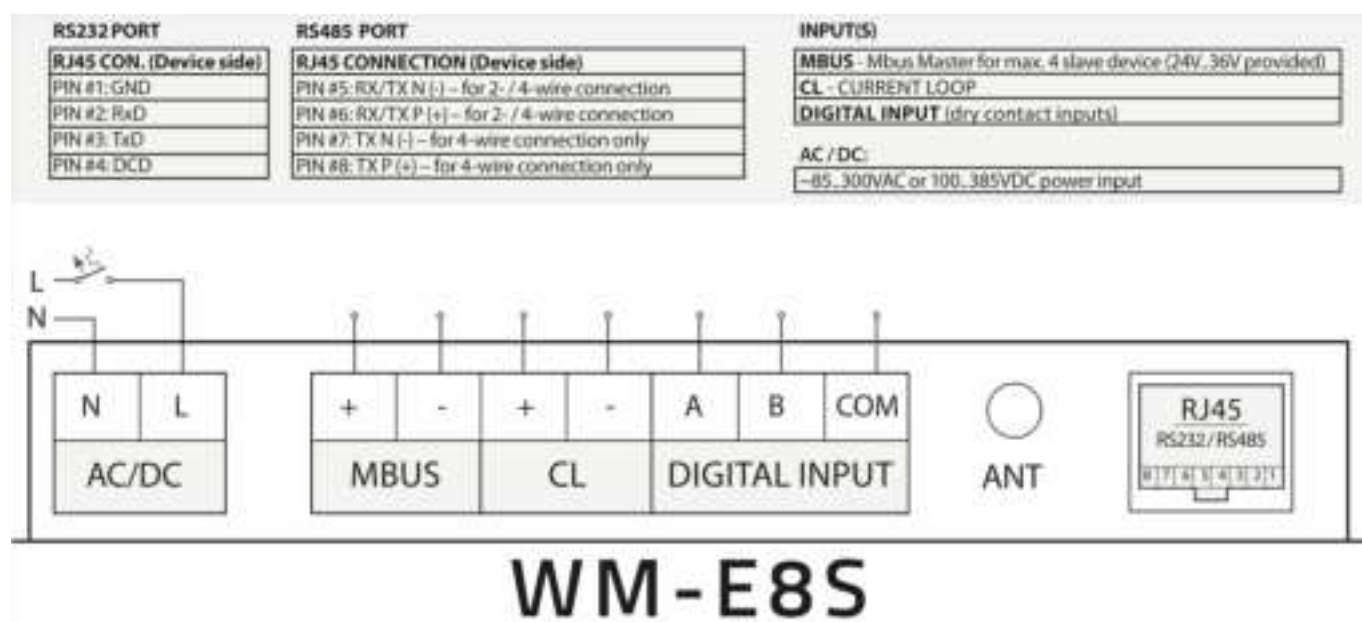 RS232 PORT
RJ45 CON. (Device side)
PIN #1: GND
PIN #2: RxD
PIN #3: TxD
PIN #4: DCD
RS485 PORT
RJ45 CONNECTION (Device side)
PIN #5: RX/TX N (-) – for 2- / 4-wire connection
PIN #6: RX/TX P (+) – for 2- / 4-wire connection
PIN #7: TX N (-) – for 4-wire connection only
PIN #8: TX P (+) – for 4-wire connection only
INPUT(S)
MBUS - Mbus Master for max. 4 slave device (24V..36V provided)
CL - CURRENT LOOP
DIGITAL INPUT (dry contact inputs)
AC / DC:
~85..300VAC or 100..385VDC power input
L
N
N L
AC/DC
+ - + - A B COM
MBUS CL DIGITAL INPUT
ANT
RJ45
RS232/RS485
8 7 6 5 4 3 2 1
WM-E8S